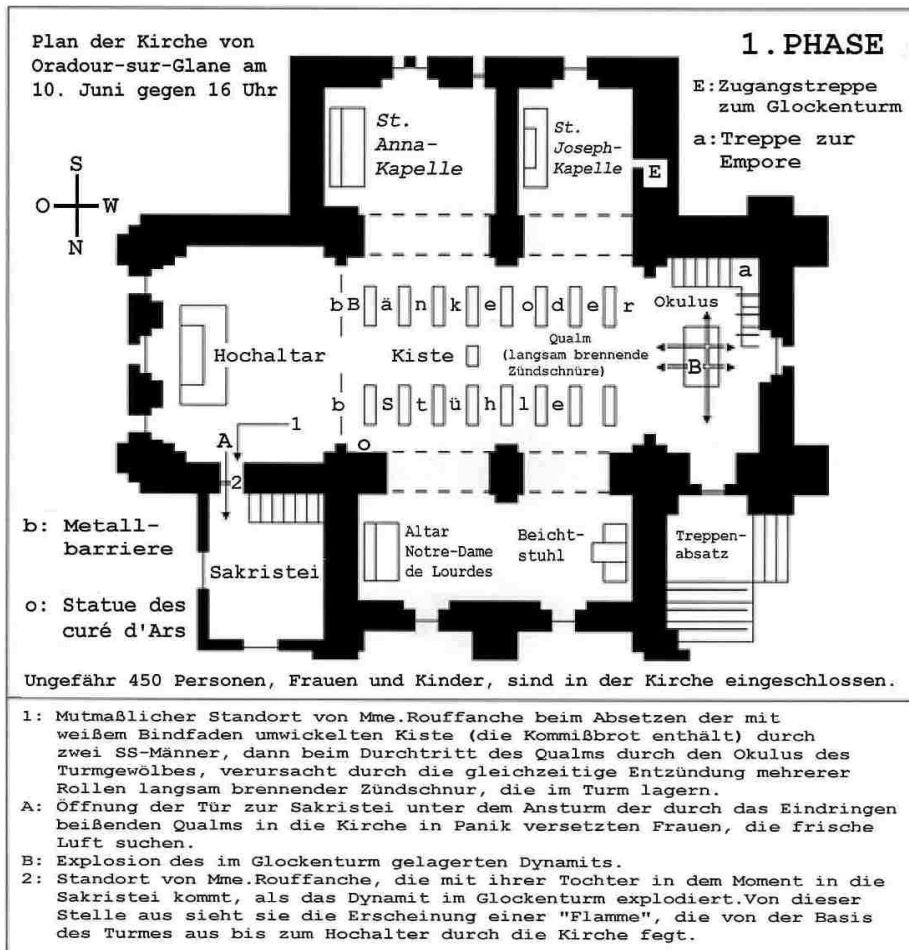 Plan der Kirche von
Oradour-sur-Glane am
10. Juni gegen 16 Uhr
1.PHASE
E:Zugangstreppe
zum Glockenturm
a:Treppe zur
Empore
S
O W
N
St.
Anna-
Kapelle
St.
Joseph-
Kapelle
E
a
Okulus
b B ä n k e o d e r
Hochaltar
Kiste
Qualm
(langsam brennende
Zündschnüre)
B
b S t ü h l e
o
A
1
2
b: Metall-
barriere
Sakristei
o: Statue des
curé d'Ars
Altar
Notre-Dame
de Lourdes
Beicht-
stuhl
Treppen-
absatz
Ungefähr 450 Personen, Frauen und Kinder, sind in der Kirche eingeschlossen.
1: Mutmaßlicher Standort von Mme.Rouffanche beim Absetzen der mit
weißem Bindfaden umwickelten Kiste (die Kommißbrot enthält) durch
zwei SS-Männer, dann beim Durchtritt des Qualms durch den Okulus des
Turmgewölbes, verursacht durch die gleichzeitige Entzündung mehrerer
Rollen langsam brennender Zündschnur, die im Turm lagern.
A: Öffnung der Tür zur Sakristei unter dem Ansturm der durch das Eindringen
beißenden Qualms in die Kirche in Panik versetzten Frauen, die frische
Luft suchen.
B: Explosion des im Glockenturm gelagerten Dynamits.
2: Standort von Mme.Rouffanche, die mit ihrer Tochter in dem Moment in die
Sakristei kommt, als das Dynamit im Glockenturm explodiert.Von dieser
Stelle aus sieht sie die Erscheinung einer "Flamme", die von der Basis
des Turmes aus bis zum Hochalter durch die Kirche fegt.